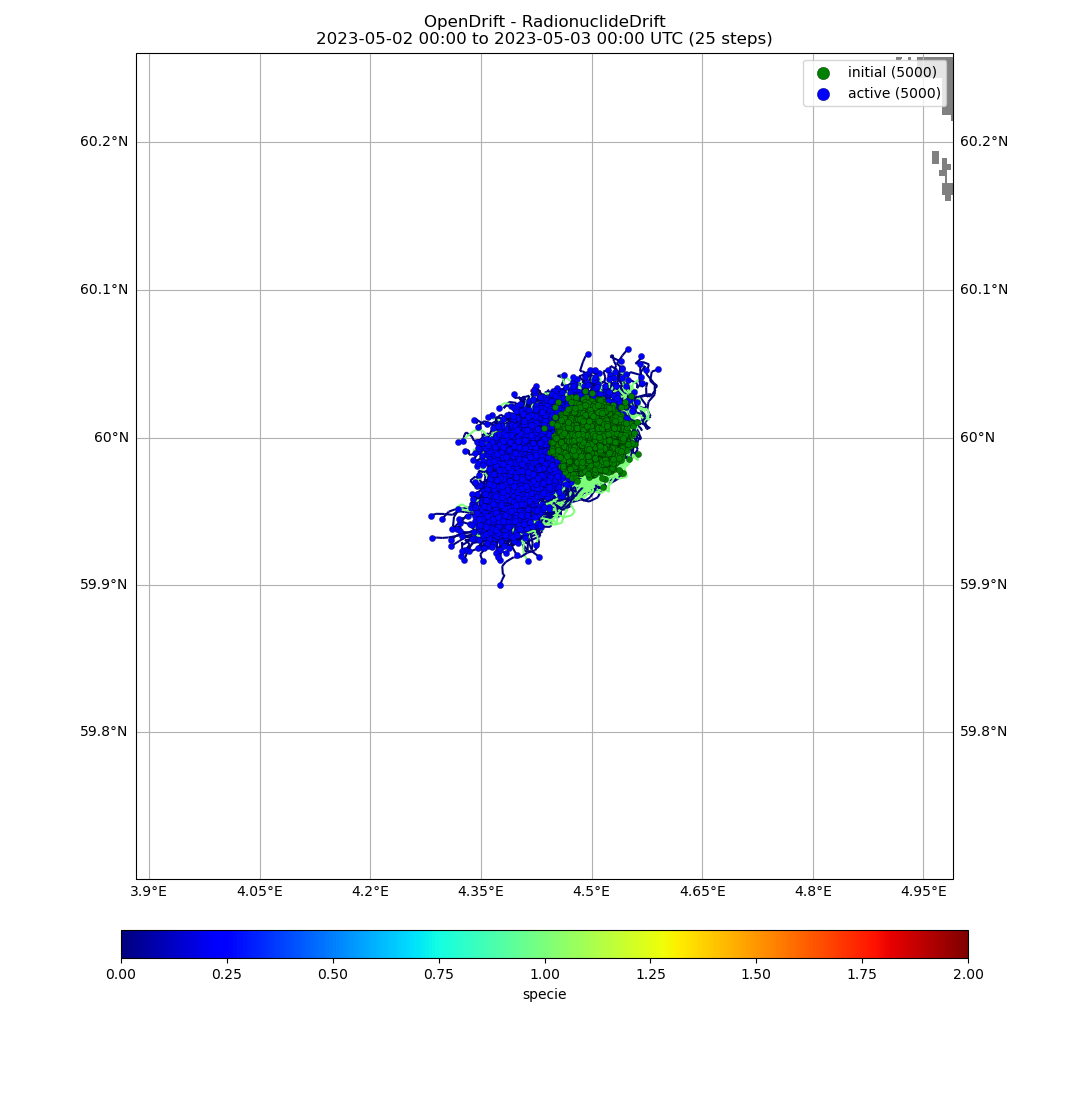 OpenDrift - RadionuclideDrift
2023-05-02 00:00 to 2023-05-03 00:00 UTC (25 steps)
initial (5000)
active (5000)
60.2°N 60.2°N
60.1°N 60.1°N
60°N 60°N
59.9°N 59.9°N
59.8°N 59.8°N
3.9°E 4.05°E 4.2°E 4.35°E 4.5°E 4.65°E 4.8°E 4.95°E
0.00 0.25 0.50 0.75 1.00 1.25 1.50 1.75 2.00
specie